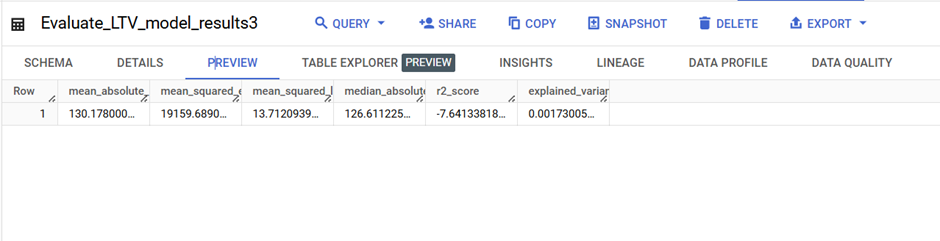 Evaluate_LTV_model_results3 QUERY SHARE COPY SNAPSHOT DELETE EXPORT
SCHEMA DETAILS PREVIEW TABLE EXPLORER PREVIEW INSIGHTS LINEAGE DATA PROFILE DATA QUALITY
Row mean_absolute_ mean_squared_e mean_squared_l median_absolute r2_score explained_varian
1 130.178000... 19159.6890... 13.7120939... 126.611225... -7.64133818... 0.00173005...